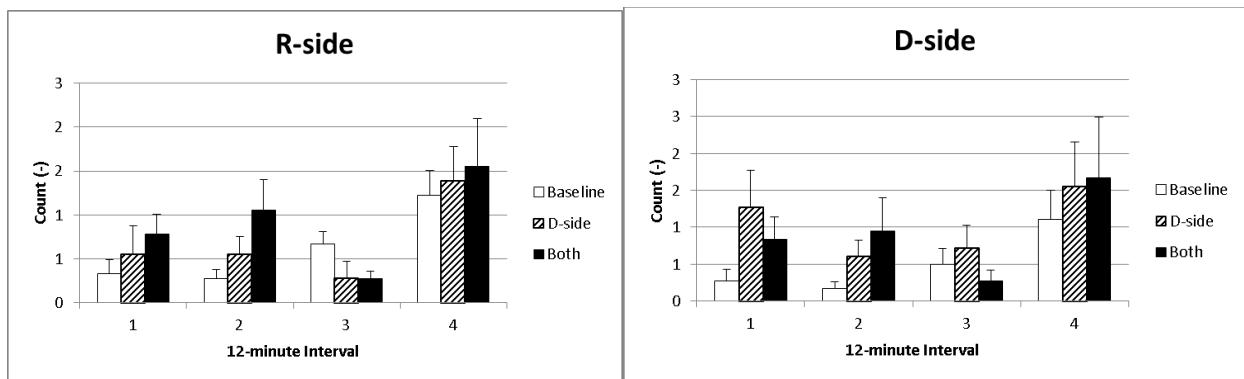 R-side
3
2
2
1
1
0
Count (-)
1 2 3 4
12-minute Interval
Baseline
D-side
Both
D-side
3
3
2
2
1
1
0
Count (-)
1 2 3 4
12-minute Interval
Baseline
D-side
Both